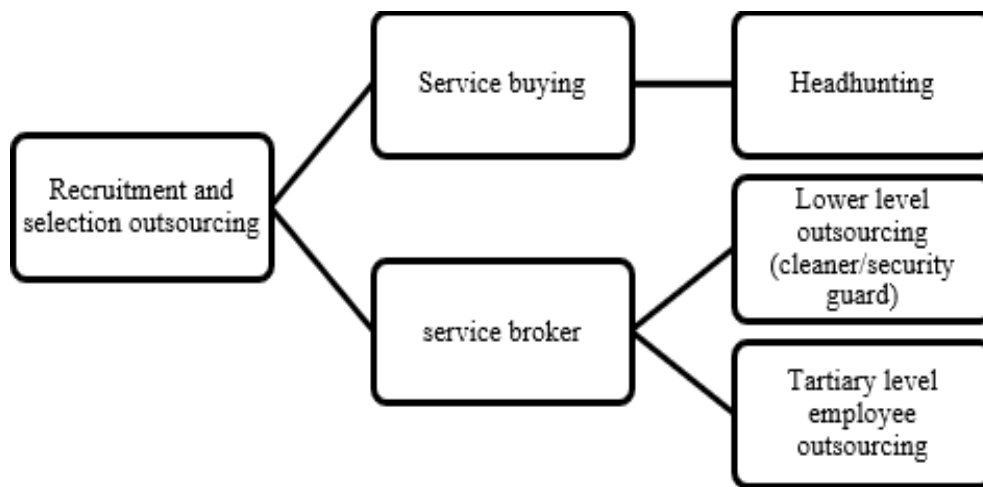 Service buying
Headhunting
Recruitment and
selection outsourcing
Lower level
outsourcing
(cleaner/security
guard)
service broker
Tartiary level
employee
outsourcing